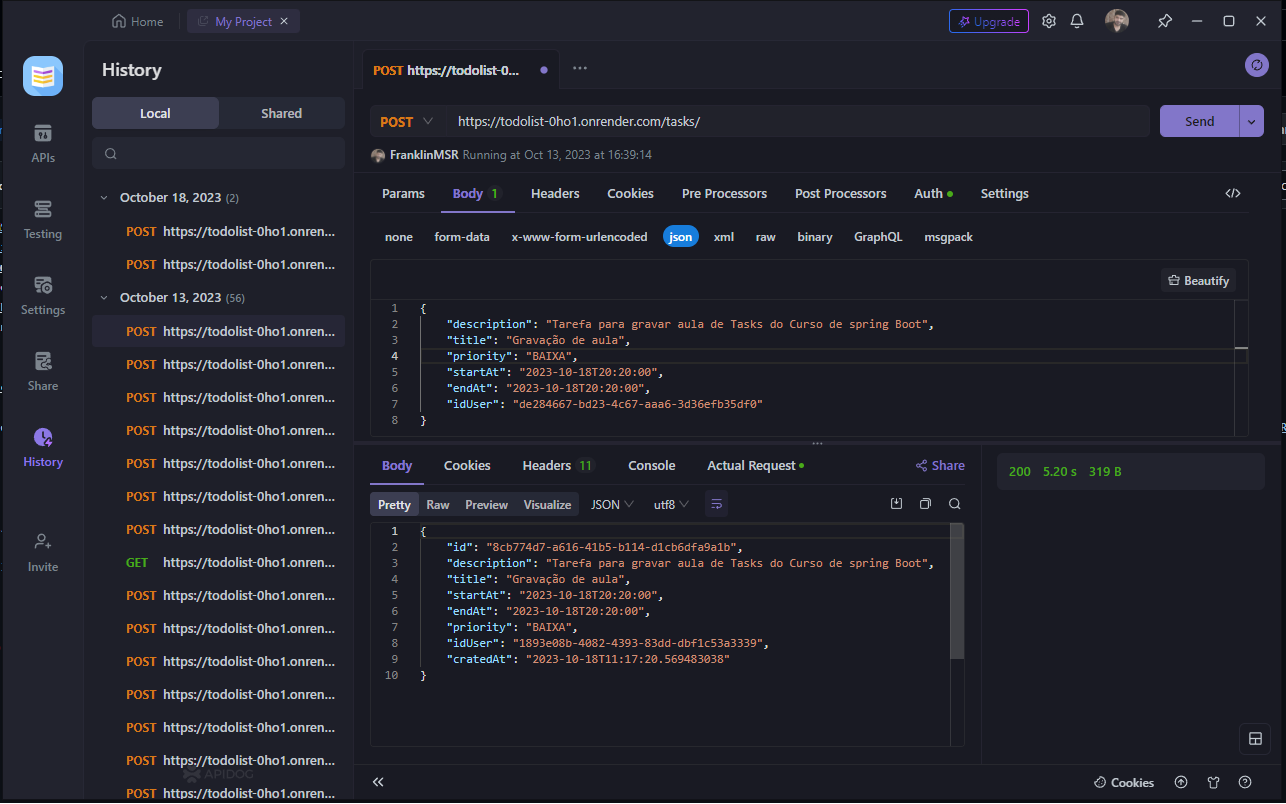 Home
My Project
Upgrade
History
Local
Shared
APIs
Testing
Settings
Share
History
Invite
October 18, 2023 (2)
POST https://todolist-0ho1.onren...
POST https://todolist-0ho1.onren...
October 13, 2023 (56)
POST https://todolist-0ho1.onren...
POST https://todolist-0ho1.onren...
POST https://todolist-0ho1.onren...
POST https://todolist-0ho1.onren...
POST https://todolist-0ho1.onren...
POST https://todolist-0ho1.onren...
POST https://todolist-0ho1.onren...
GET https://todolist-0ho1.onren...
POST https://todolist-0ho1.onren...
POST https://todolist-0ho1.onren...
POST https://todolist-0ho1.onren...
POST https://todolist-0ho1.onren...
POST https://todolist-0ho1.onren...
POST https://todolist-0ho1.onren...
APIDOG
POST https://todolist-0ho1.onren...
POST https://todolist-0...
POST https://todolist-0ho1.onrender.com/tasks/
Send
FranklinMSR Running at Oct 13, 2023 at 16:39:14
Params Body 1 Headers Cookies Pre Processors Post Processors Auth Settings </>
none form-data x-www-form-urlencoded json xml raw binary GraphQL msgpack
Beautify
1 {
2 "description": "Tarefa para gravar aula de Tasks do Curso de spring Boot",
3 "title": "Gravação de aula",
4 "priority": "BAIXA",
5 "startAt": "2023-10-18T20:20:00",
6 "endAt": "2023-10-18T20:20:00",
7 "idUser": "de284667-bd23-4c67-aaa6-3d36efb35df0"
8 }
Body Cookies Headers 11 Console Actual Request Share
200 5.20 s 319 B
Pretty Raw Preview Visualize JSON utf8
1 {
2 "id": "8cb774d7-a616-41b5-b114-d1cb6dfa9a1b",
3 "description": "Tarefa para gravar aula de Tasks do Curso de spring Boot",
4 "title": "Gravação de aula",
5 "startAt": "2023-10-18T20:20:00",
6 "endAt": "2023-10-18T20:20:00",
7 "priority": "BAIXA",
8 "idUser": "1893e08b-4082-4393-83dd-dbf1c53a3339",
9 "cratedAt": "2023-10-18T11:17:20.569483038"
10 }
Cookies